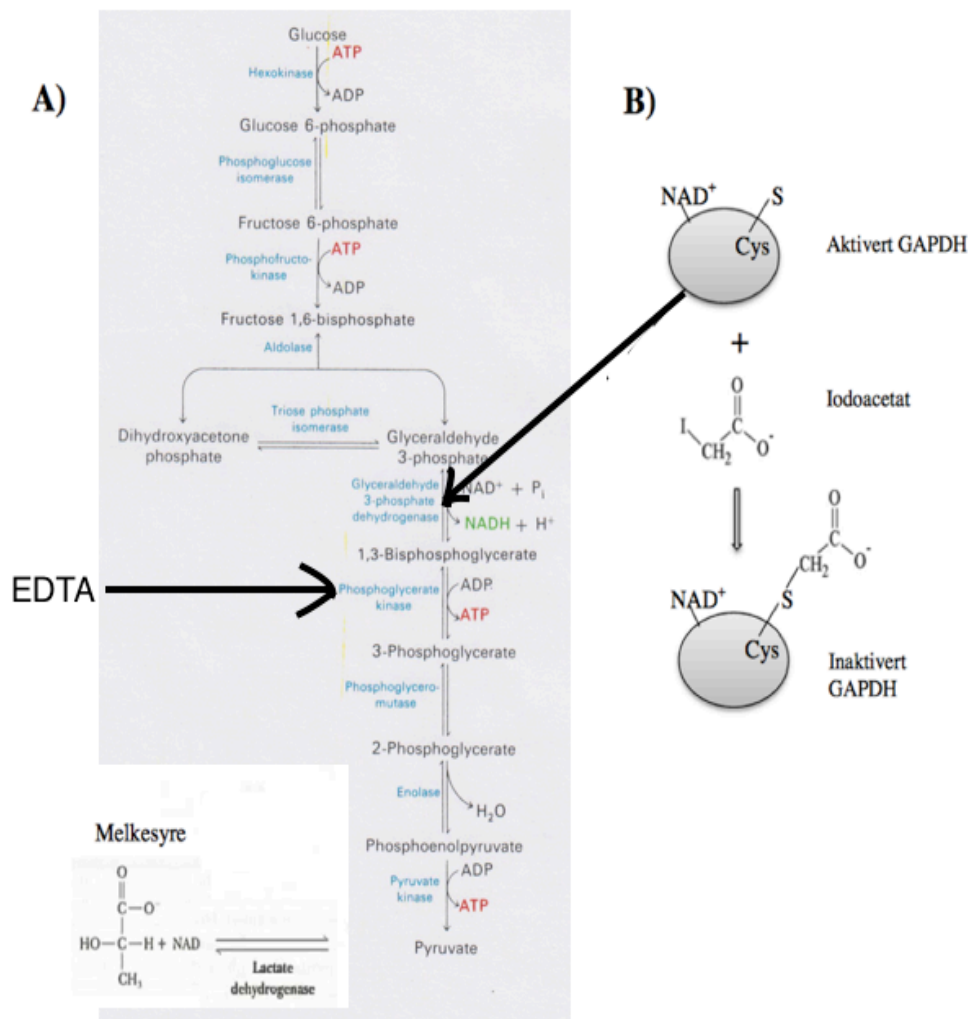 A)
Glucose
ATP
Hexokinase
ADP
Glucose 6-phosphate
Phosphoglucose
isomerase
Fructose 6-phosphate
ATP
Phosphofructo-
kinase
ADP
Fructose 1,6-bisphosphate
Aldolase
Triose phosphate
isomerase
Dihydroxyacetone
phosphate
Glyceraldehyde
3-phosphate
Glyceraldehyde
3-phosphate
dehydrogenase
NAD⁺ + Pᵢ
NADH + H⁺
1,3-Bisphosphoglycerate
EDTA
Phosphoglycerate
kinase
ADP
ATP
3-Phosphoglycerate
Phosphoglycero-
mutase
2-Phosphoglycerate
Enolase
H₂O
Phosphoenolpyruvate
ADP
Pyruvate
kinase
ATP
Pyruvate
Melkesyre
O
C—O⁻
HO—C—H + NAD
CH₃
Lactate
dehydrogenase
B)
NAD⁺
S
Cys
Aktivert GAPDH
+
Iodoacetat
O
I
C
CH₂
O⁻
O
C
CH₂
O⁻
NAD⁺
S
Cys
Inaktivert
GAPDH